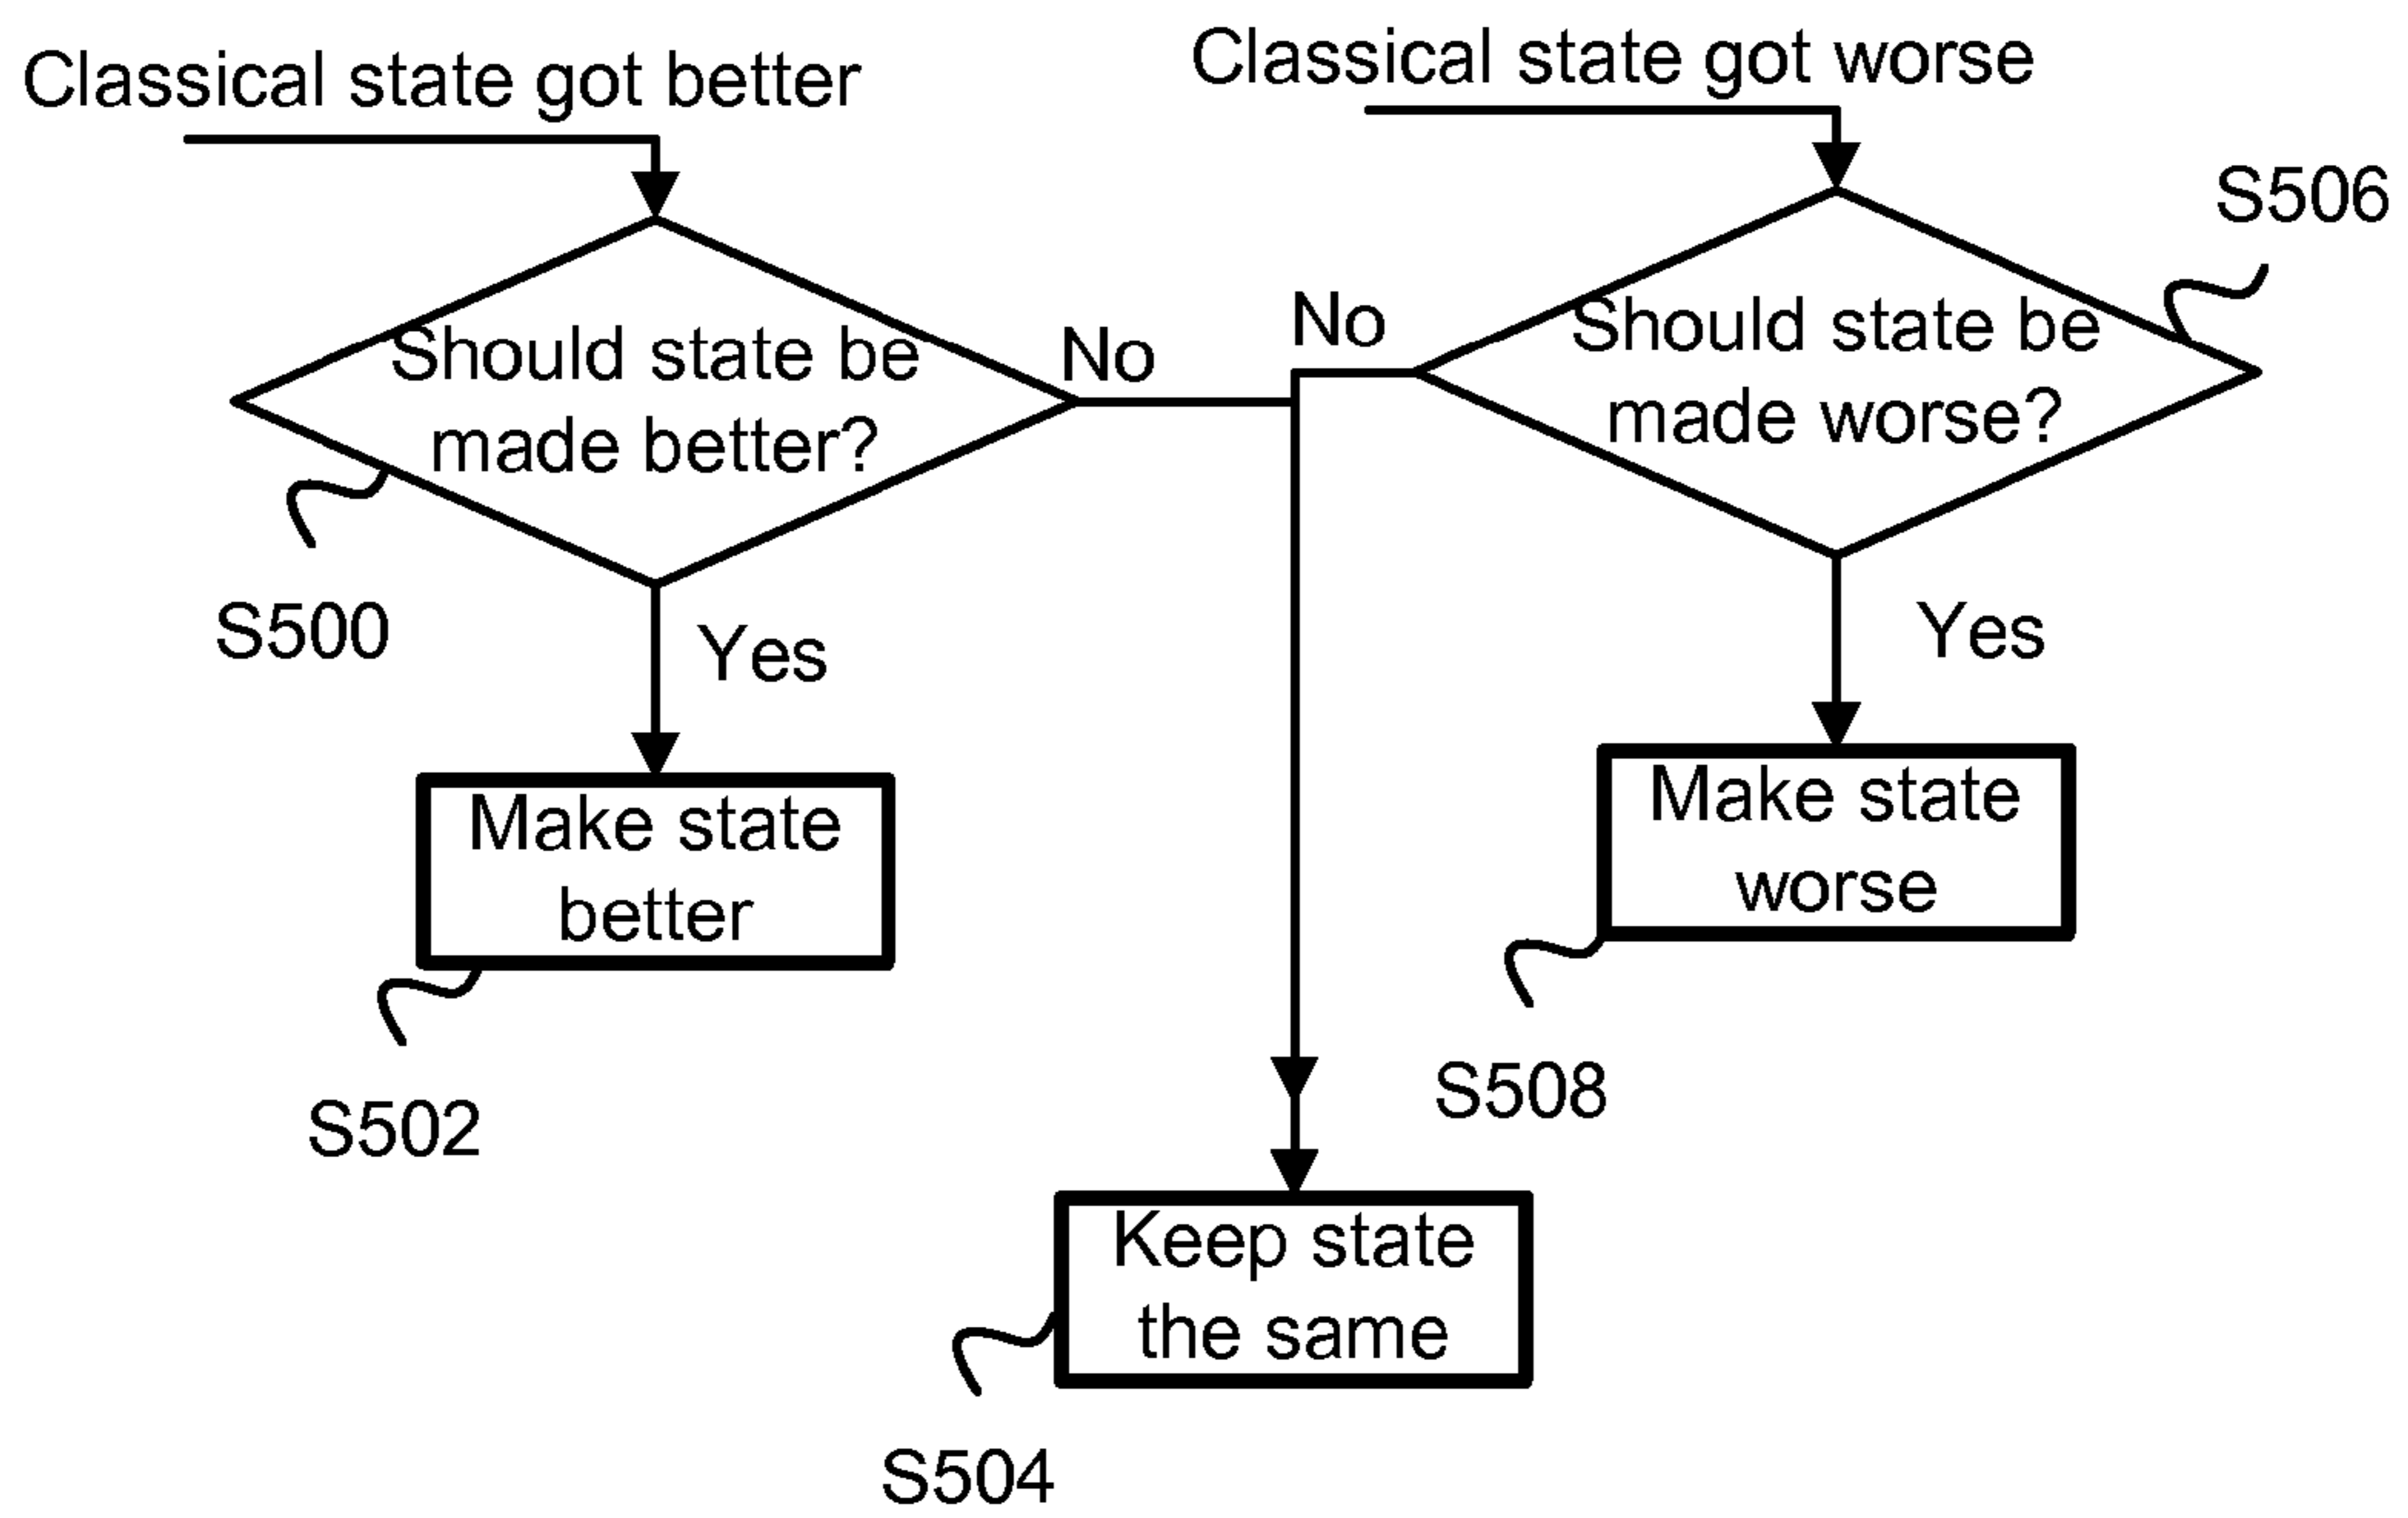 Classical state got better
Classical state got worse
S506
Should state be
made better?
No
No
Should state be
made worse?
S500
Yes
Yes
Make state
better
Make state
worse
S502
S508
Keep state
the same
S504